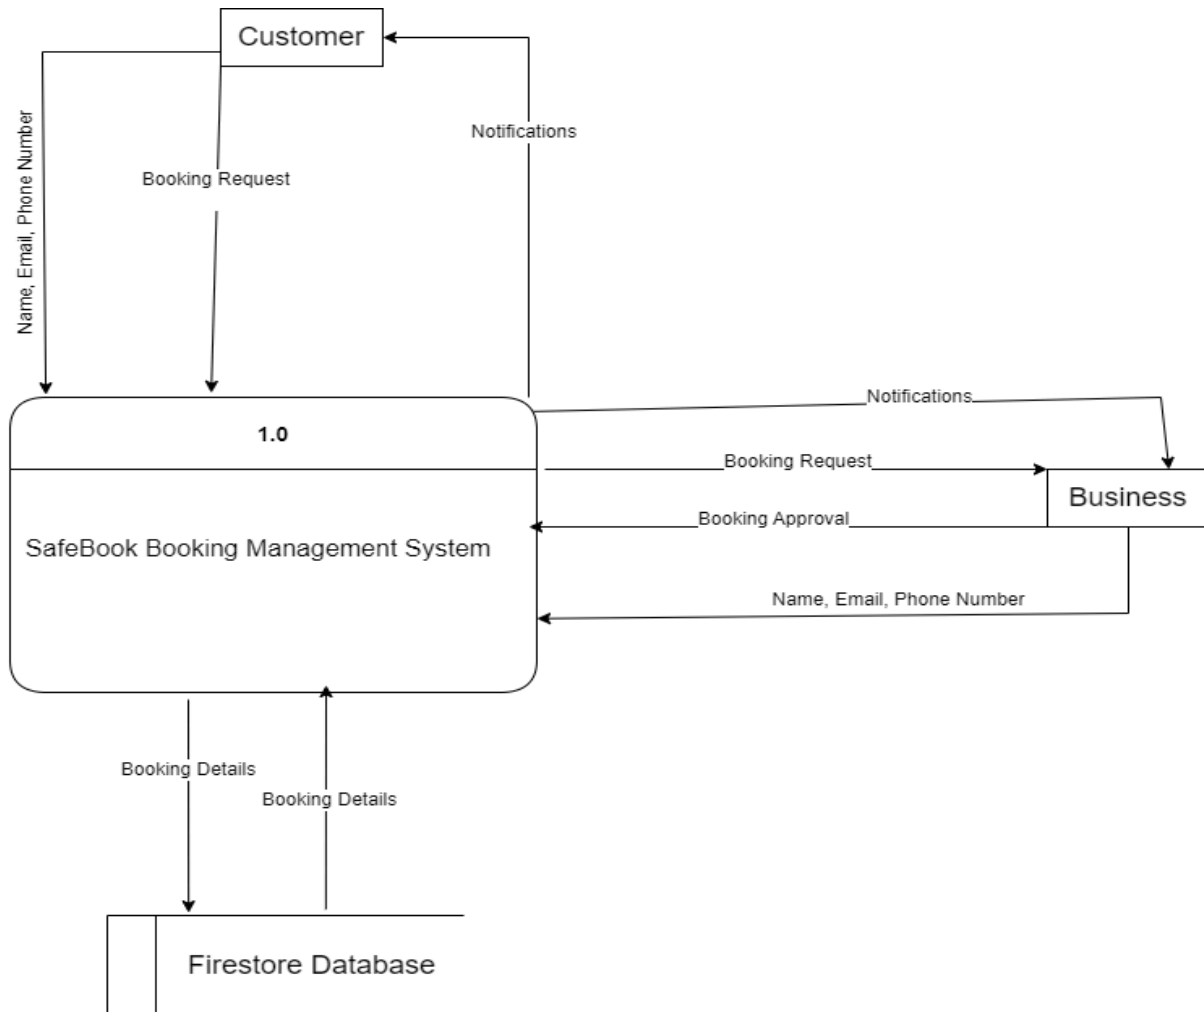 Customer
Notifications
Name, Email, Phone Number
Booking Request
Notifications
1.0
Booking Request
Business
Booking Approval
SafeBook Booking Management System
Name, Email, Phone Number
Booking Details
Booking Details
Firestore Database